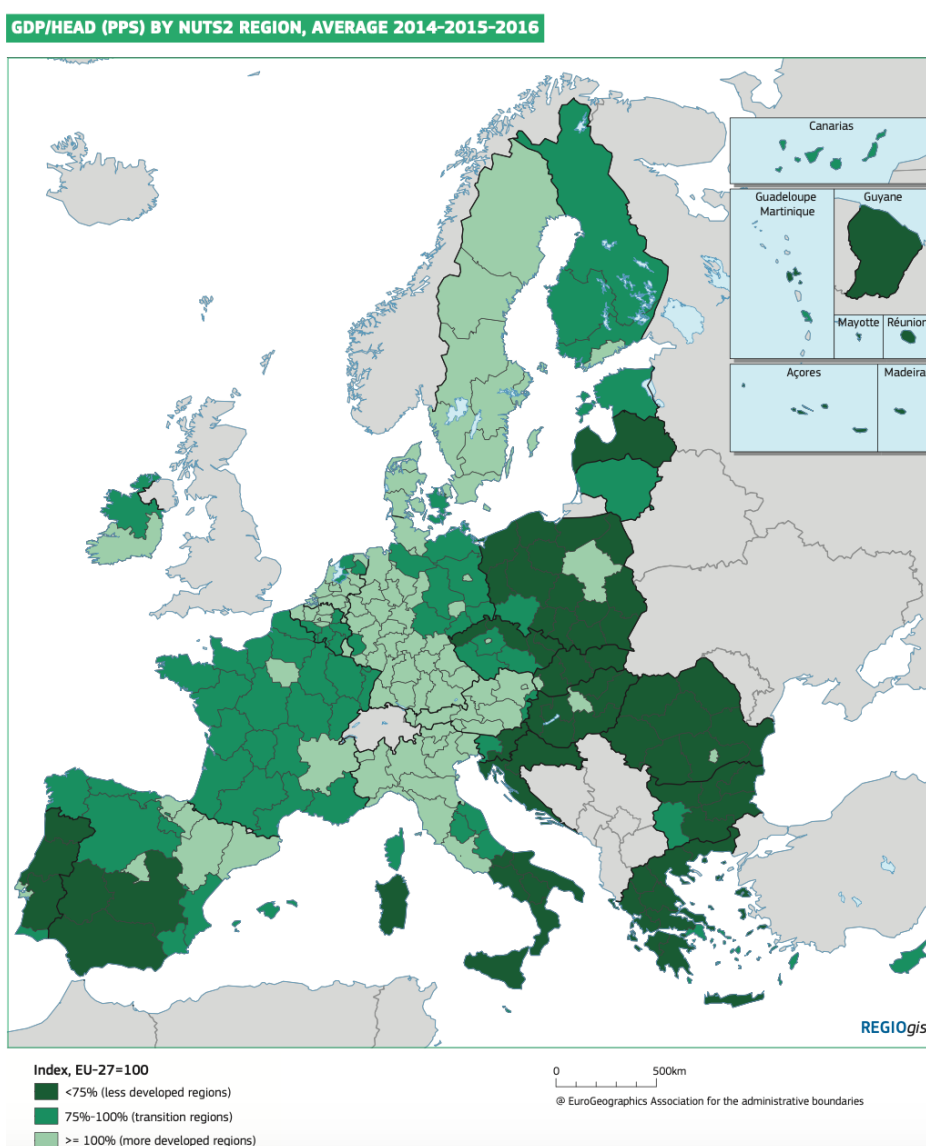 GDP/HEAD (PPS) BY NUTS2 REGION, AVERAGE 2014-2015-2016
Canarias
Guadeloupe
Martinique
Guyane
Mayotte
Réunion
Açores
Madeira
REGIOgis
Index, EU-27=100
<75% (less developed regions)
75%-100% (transition regions)
>= 100% (more developed regions)
0 500km
@ EuroGeographics Association for the administrative boundaries